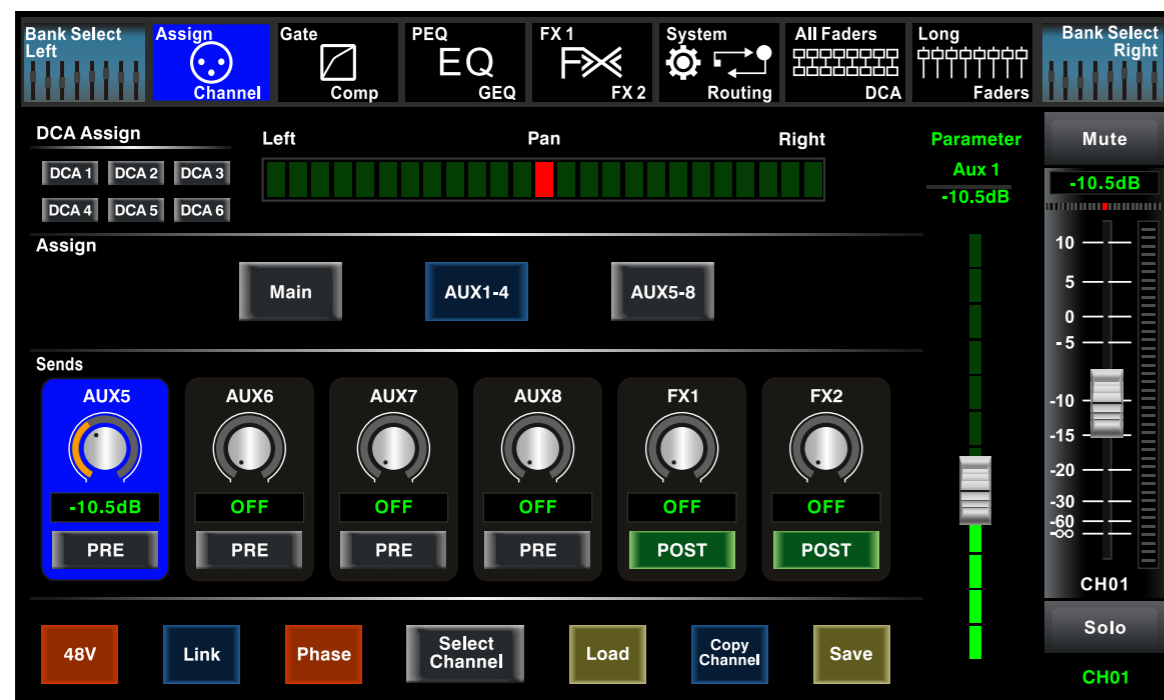 Bank Select
Left
Assign
Channel
Gate
Comp
PEQ
EQ
GEQ
FX 1
FX
FX 2
System
Routing
All Faders
DCA
Long
Faders
Bank Select
Right
DCA Assign
DCA 1 DCA 2 DCA 3
DCA 4 DCA 5 DCA 6
Left Pan Right
Parameter
Aux 1
-10.5dB
Assign
Main AUX1-4 AUX5-8
Sends
AUX5 AUX6 AUX7 AUX8 FX1 FX2
-10.5dB OFF OFF OFF OFF OFF
PRE PRE PRE PRE POST POST
48V Link Phase Select Channel Load Copy Channel Save
Mute
-10.5dB
10
5
0
-5
-10
-15
-20
-30
-60
-∞
CH01
Solo
CH01